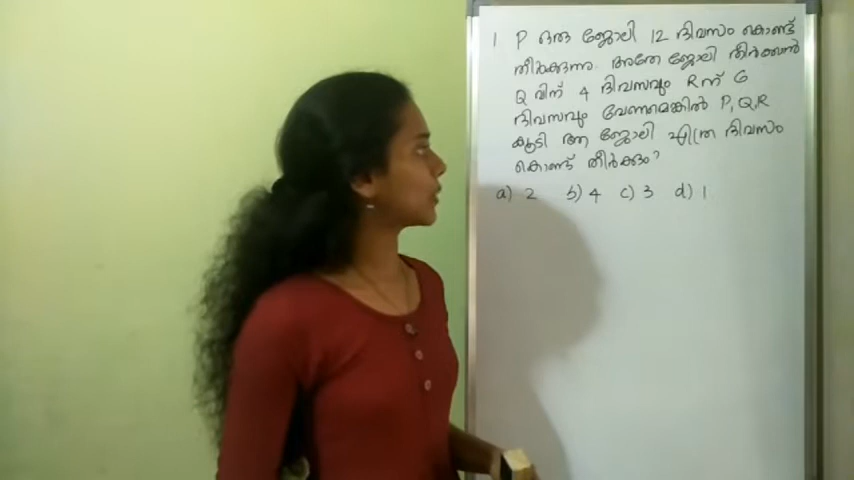 1 P ഒരു ജോലി 12 ദിവസം കൊണ്ട്
തീർക്കുന്നു. അതേ ജോലി തീർക്കാൻ
Q വിന് 4 ദിവസവും R ന് 6
ദിവസവും വേണമെങ്കിൽ P, Q, R
കൂടി ആ ജോലി എത്ര ദിവസം
കൊണ്ട് തീർക്കും?
a) 2 b) 4 c) 3 d) 1